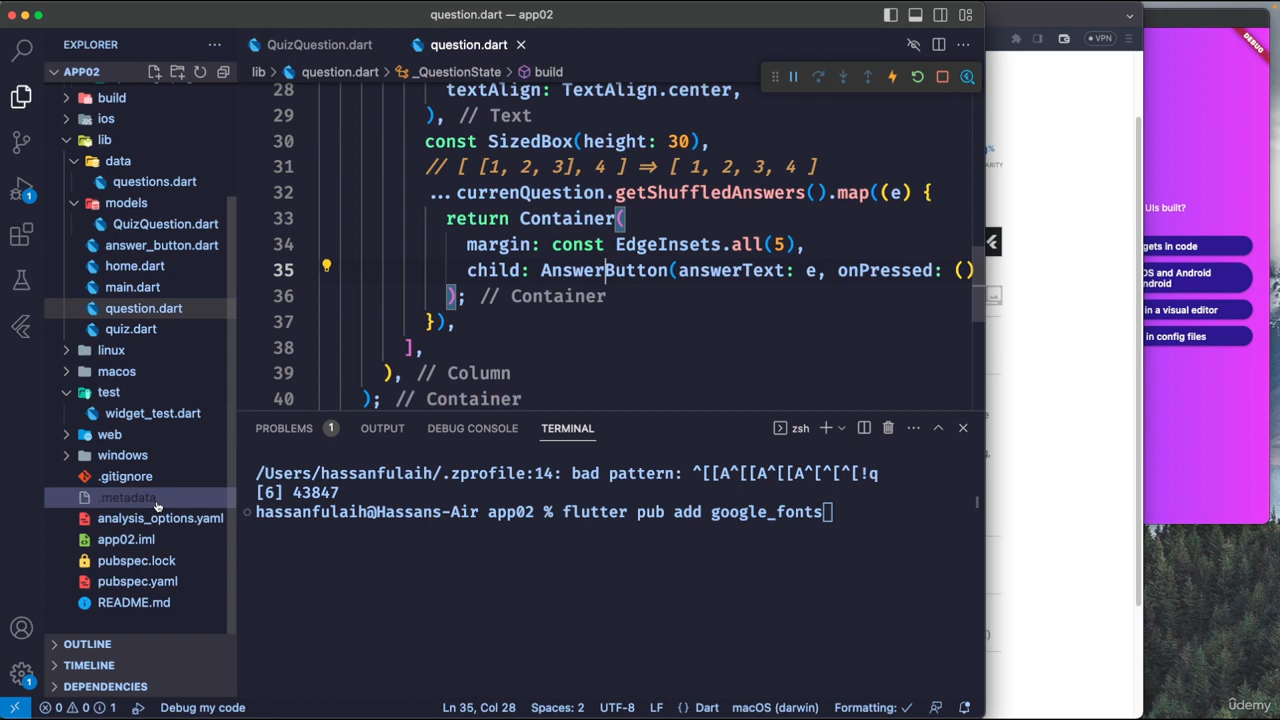 question.dart — app02
EXPLORER
QuizQuestion.dart
question.dart
APP02
lib
question.dart
_QuestionState
build
VPN
DEBUG
build
ios
lib
data
questions.dart
models
QuizQuestion.dart
answer_button.dart
home.dart
main.dart
question.dart
quiz.dart
linux
macos
test
widget_test.dart
web
windows
.gitignore
.metadata
analysis_options.yaml
app02.iml
pubspec.lock
pubspec.yaml
README.md
OUTLINE
TIMELINE
DEPENDENCIES
28 textAlign: TextAlign.center,
29 ), // Text
30 const SizedBox(height: 30),
31 // [ [1, 2, 3], 4 ] => [ 1, 2, 3, 4 ]
32 ...currenQuestion.getShuffledAnswers().map((e) {
33 return Container(
34 margin: const EdgeInsets.all(5),
35 child: AnswerButton(answerText: e, onPressed: ()
36 ); // Container
37 }),
38 ],
39 ), // Column
40 ); // Container
PROBLEMS 1
OUTPUT
DEBUG CONSOLE
TERMINAL
zsh
/Users/hassanfulaih/.zprofile:14: bad pattern: ^[[A^[[A^[[A^[^[^[!q
[6] 43847
hassanfulaih@Hassans-Air app02 % flutter pub add google_fonts
UIs built?
gets in code
OS and Android
ndroid
in a visual editor
in config files
1
1
0 0 1
Debug my code
Ln 35, Col 28
Spaces: 2
UTF-8
LF
{ } Dart
macOS (darwin)
Formatting: ✓
ûdemy